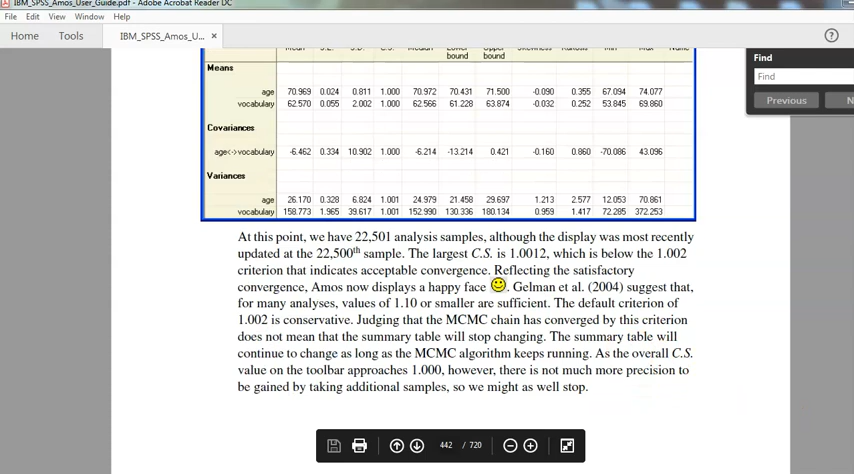 IBM_SPSS_Amos_User_Guide.pdf - Adobe Acrobat Reader DC
File Edit View Window Help
Home Tools IBM_SPSS_Amos_U... ×
Find
Mean S.E. S.D. C.S. Median Lower bound Upper bound Skewness Kurtosis Min Max Name
Find
Means
Previous N
age 70.969 0.024 0.811 1.000 70.972 70.431 71.500 -0.090 0.355 67.094 74.077
vocabulary 62.570 0.055 2.002 1.000 62.566 61.228 63.874 -0.032 0.252 53.845 69.860
Covariances
age<->vocabulary -6.462 0.334 10.902 1.000 -6.214 -13.214 0.421 -0.160 0.860 -70.086 43.096
Variances
age 26.170 0.328 6.824 1.001 24.979 21.458 29.697 1.213 2.577 12.053 70.861
vocabulary 158.773 1.965 39.617 1.001 152.990 130.336 180.134 0.959 1.417 72.285 372.253
At this point, we have 22,501 analysis samples, although the display was most recently
updated at the 22,500th sample. The largest C.S. is 1.0012, which is below the 1.002
criterion that indicates acceptable convergence. Reflecting the satisfactory
convergence, Amos now displays a happy face . Gelman et al. (2004) suggest that,
for many analyses, values of 1.10 or smaller are sufficient. The default criterion of
1.002 is conservative. Judging that the MCMC chain has converged by this criterion
does not mean that the summary table will stop changing. The summary table will
continue to change as long as the MCMC algorithm keeps running. As the overall C.S.
value on the toolbar approaches 1.000, however, there is not much more precision to
be gained by taking additional samples, so we might as well stop.
442 / 720